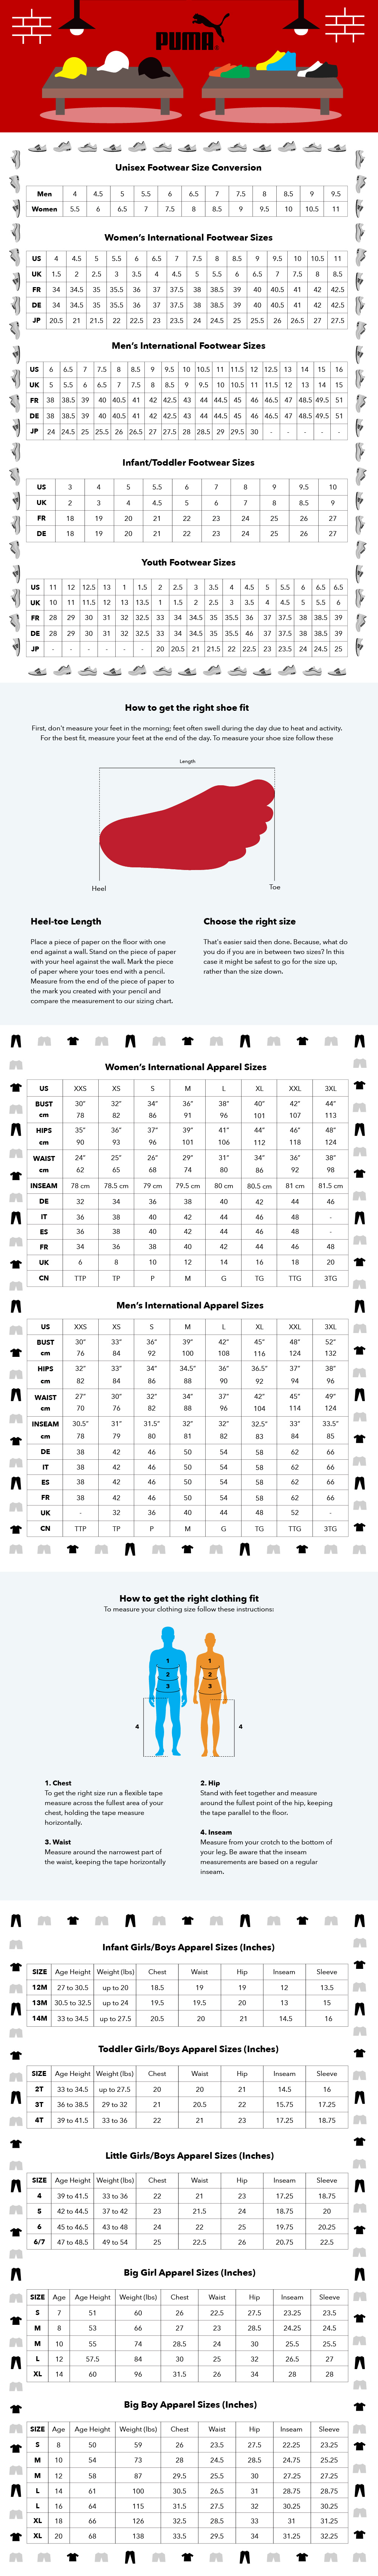 PUMA
Unisex Footwear Size Conversion
Men 4 4.5 5 5.5 6 6.5 7 7.5 8 8.5 9 9.5
Women 5.5 6 6.5 7 7.5 8 8.5 9 9.5 10 10.5 11
Women's International Footwear Sizes
US 4 4.5 5 5.5 6 6.5 7 7.5 8 8.5 9 9.5 10 10.5 11
UK 1.5 2 2.5 3 3.5 4 4.5 5 5.5 6 6.5 7 7.5 8 8.5
FR 34 34.5 35 35.5 36 37 37.5 38 38.5 39 40 40.5 41 42 42.5
DE 34 34.5 35 35.5 36 37 37.5 38 38.5 39 40 40.5 41 42 42.5
JP 20.5 21 21.5 22 22.5 23 23.5 24 24.5 25 25.5 26 26.5 27 27.5
Men's International Footwear Sizes
US 6 6.5 7 7.5 8 8.5 9 9.5 10 10.5 11 11.5 12 12.5 13 14 15 16
UK 5 5.5 6 6.5 7 7.5 8 8.5 9 9.5 10 10.5 11 11.5 12 13 14 15
FR 38 38.5 39 40 40.5 41 42 42.5 43 44 44.5 45 46 46.5 47 48.5 49.5 51
DE 38 38.5 39 40 40.5 41 42 42.5 43 44 44.5 45 46 46.5 47 48.5 49.5 51
JP 24 24.5 25 25.5 26 26.5 27 27.5 28 28.5 29 29.5 30 - - - - -
Infant/Toddler Footwear Sizes
US 3 4 5 5.5 6 7 8 9 9.5 10
UK 2 3 4 4.5 5 6 7 8 8.5 9
FR 18 19 20 21 22 23 24 25 26 27
DE 18 19 20 21 22 23 24 25 26 27
Youth Footwear Sizes
US 11 12 12.5 13 1 1.5 2 2.5 3 3.5 4 4.5 5 5.5 6 6.5 6.5
UK 10 11 11.5 12 13 13.5 1 1.5 2 2.5 3 3.5 4 4.5 5 5.5 6
FR 28 29 30 31 32 32.5 33 34 34.5 35 35.5 36 37 37.5 38 38.5 39
DE 28 29 30 31 32 32.5 33 34 34.5 35 35.5 46 37 37.5 38 38.5 39
JP - - - - - - 20 20.5 21 21.5 22 22.5 23 23.5 24 24.5 25
How to get the right shoe fit
First, don't measure your feet in the morning; feet often swell during the day due to heat and activity.
For the best fit, measure your feet at the end of the day. To measure your shoe size follow these
Length
Heel
Toe
Heel-toe Length
Place a piece of paper on the floor with one
end against a wall. Stand on the piece of paper
with your heel against the wall. Mark the piece
of paper where your toes end with a pencil.
Measure from the end of the piece of paper to
the mark you created with your pencil and
compare the measurement to our sizing chart.
Choose the right size
That's easier said then done. Because, what do
you do if you are in between two sizes? In this
case it might be safest to go for the size up,
rather than the size down.
Women's International Apparel Sizes
US XXS XS S M L XL XXL 3XL
BUST 30" 32" 34" 36" 38" 40" 42" 44"
cm 78 82 86 91 96 101 107 113
HIPS 35" 36" 37" 39" 41" 44" 46" 48"
cm 90 93 96 101 106 112 118 124
WAIST 24" 25" 26" 29" 31" 34" 36" 38"
cm 62 65 68 74 80 86 92 98
INSEAM 78 cm 78.5 cm 79 cm 79.5 cm 80 cm 80.5 cm 81 cm 81.5 cm
DE 32 34 36 38 40 42 44 46
IT 36 38 40 42 44 46 48 -
ES 36 38 40 42 44 46 48 -
FR 34 36 38 40 42 44 46 48
UK 6 8 10 12 14 16 18 20
CN TTP TP P M G TG TTG 3TG
Men's International Apparel Sizes
US XXS XS S M L XL XXL 3XL
BUST 30" 33" 36" 39" 42" 45" 48" 52"
cm 76 84 92 100 108 116 124 132
HIPS 32" 33" 34" 34.5" 36" 36.5" 37" 38"
cm 82 84 86 88 90 92 94 96
WAIST 27" 30" 32" 34" 37" 42" 45" 49"
cm 70 76 82 88 96 104 114 124
INSEAM 30.5" 31" 31.5" 32" 32" 32.5" 33" 33.5"
cm 78 79 80 81 82 83 84 85
DE 38 42 46 50 54 58 62 66
IT 38 42 46 50 54 58 62 66
ES 38 42 46 50 54 58 62 66
FR 38 42 46 50 54 58 62 66
UK - 32 36 40 44 48 52 -
CN TTP TP P M G TG TTG 3TG
How to get the right clothing fit
To measure your clothing size follow these instructions:
1 1
2 2
3 3
4 4
1. Chest
To get the right size run a flexible tape
measure across the fullest area of your
chest, holding the tape measure
horizontally.
2. Hip
Stand with feet together and measure
around the fullest point of the hip, keeping
the tape parallel to the floor.
3. Waist
Measure around the narrowest part of
the waist, keeping the tape horizontally
4. Inseam
Measure from your crotch to the bottom of
your leg. Be aware that the inseam
measurements are based on a regular
inseam.
Infant Girls/Boys Apparel Sizes (Inches)
SIZE Age Height Weight (lbs) Chest Waist Hip Inseam Sleeve
12M 27 to 30.5 up to 20 18.5 19 19 12 13.5
13M 30.5 to 32.5 up to 24 19.5 19.5 20 13 15
14M 33 to 34.5 up to 27.5 20.5 20 21 14.5 16
Toddler Girls/Boys Apparel Sizes (Inches)
SIZE Age Height Weight (lbs) Chest Waist Hip Inseam Sleeve
2T 33 to 34.5 up to 27.5 20 20 21 14.5 16
3T 36 to 38.5 29 to 32 21 20.5 22 15.75 17.25
4T 39 to 41.5 33 to 36 22 21 23 17.25 18.75
Little Girls/Boys Apparel Sizes (Inches)
SIZE Age Height Weight (lbs) Chest Waist Hip Inseam Sleeve
4 39 to 41.5 33 to 36 22 21 23 17.25 18.75
5 42 to 44.5 37 to 42 23 21.5 24 18.75 20
6 45 to 46.5 43 to 48 24 22 25 19.75 20.25
6/7 47 to 48.5 49 to 54 25 22.5 26 20.75 22.5
Big Girl Apparel Sizes (Inches)
SIZE Age Age Height Weight (lbs) Chest Waist Hip Inseam Sleeve
S 7 51 60 26 22.5 27.5 23.25 23.5
M 8 53 66 27 23 28.5 24.25 24.5
M 10 55 74 28.5 24 30 25.5 25.5
L 12 57.5 84 30 25 32 26.5 27
XL 14 60 96 31.5 26 34 28 28
Big Boy Apparel Sizes (Inches)
SIZE Age Age Height Weight (lbs) Chest Waist Hip Inseam Sleeve
S 8 50 59 26 23.5 27.5 22.25 23.25
M 10 54 73 28 24.5 28.5 24.75 25.25
M 12 58 87 29.5 25.5 30 27.25 27.25
L 14 61 100 30.5 26.5 31 28.75 28.75
L 16 64 115 31.5 27.5 32 30.25 30.25
XL 18 66 126 32.5 28.5 33 31 31.25
XL 20 68 138 33.5 29.5 34 31.25 32.25